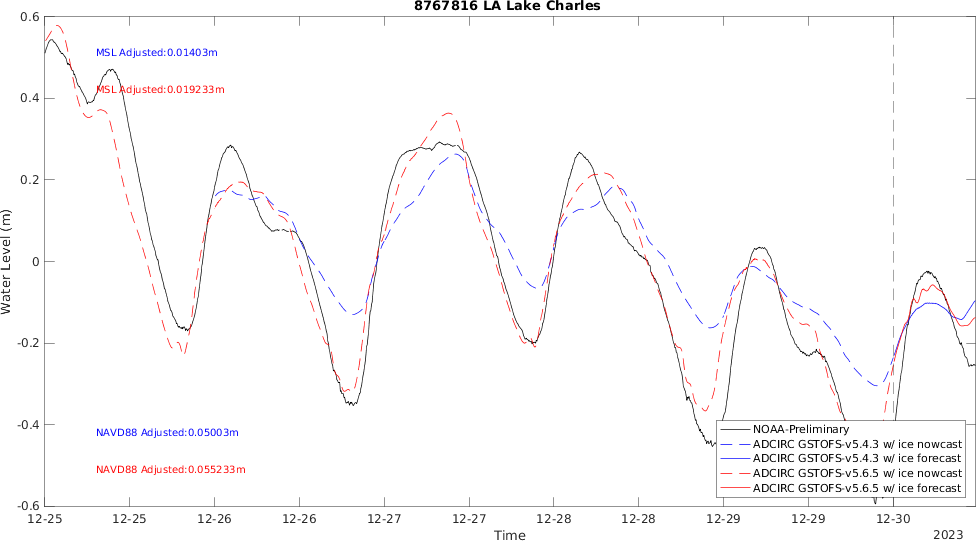 8767816 LA Lake Charles
0.6
0.4
0.2
0
-0.2
-0.4
-0.6
Water Level (m)
MSL Adjusted:0.01403m
MSL Adjusted:0.019233m
NAVD88 Adjusted:0.05003m
NAVD88 Adjusted:0.055233m
NOAA-Preliminary
ADCIRC GSTOFS-v5.4.3 w/ ice nowcast
ADCIRC GSTOFS-v5.4.3 w/ ice forecast
ADCIRC GSTOFS-v5.6.5 w/ ice nowcast
ADCIRC GSTOFS-v5.6.5 w/ ice forecast
12-25 12-25 12-26 12-26 12-27 12-27 12-28 12-28 12-29 12-29 12-30
Time
2023